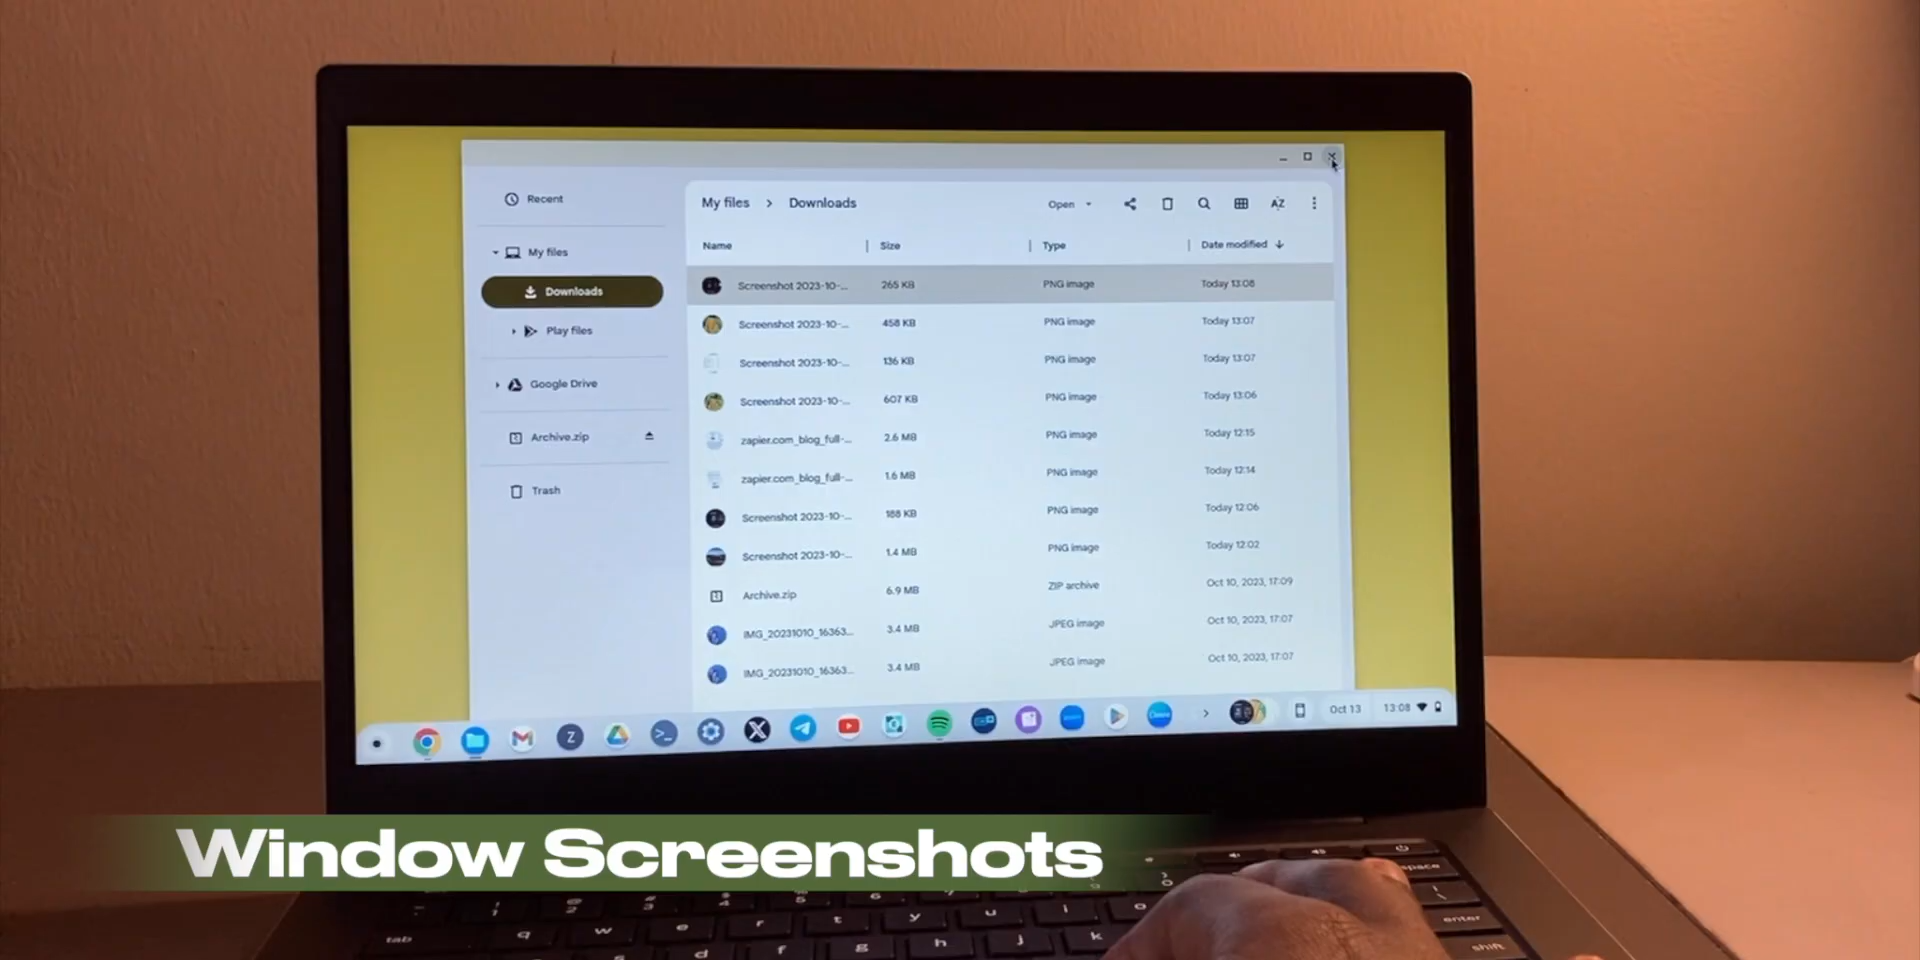 Recent
My files
Downloads
Play files
Google Drive
Archive.zip
Trash
My files > Downloads
Open
Name Size Type Date modified
Screenshot 2023-10-... 265 KB PNG image Today 13:08
Screenshot 2023-10-... 458 KB PNG image Today 13:07
Screenshot 2023-10-... 136 KB PNG image Today 13:07
Screenshot 2023-10-... 607 KB PNG image Today 13:06
zapier.com_blog_full-... 2.6 MB PNG image Today 12:15
zapier.com_blog_full-... 1.6 MB PNG image Today 12:14
Screenshot 2023-10-... 188 KB PNG image Today 12:06
Screenshot 2023-10-... 1.4 MB PNG image Today 12:02
Archive.zip 6.9 MB ZIP archive Oct 10, 2023, 17:09
IMG_20231010_16363... 3.4 MB JPEG image Oct 10, 2023, 17:07
IMG_20231010_16363... 3.4 MB JPEG image Oct 10, 2023, 17:07
Oct 13 13:08
Window Screenshots
tab q w e r t y u i o
d f g h j k
enter
shift